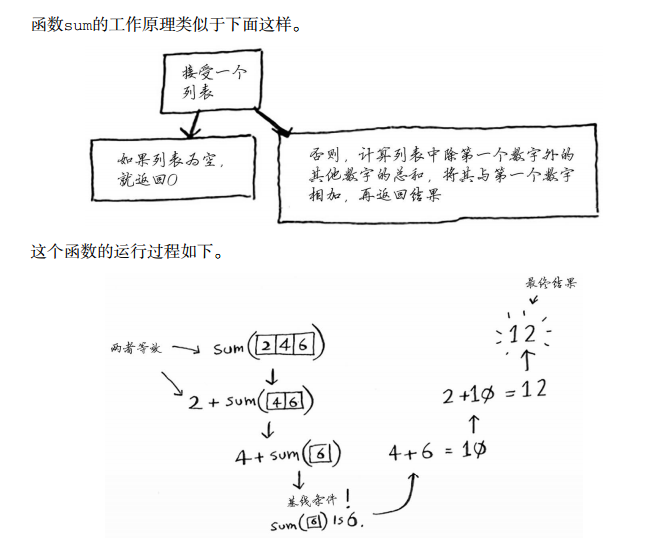 函数sum的工作原理类似于下面这样。
接受一个
列表
如果列表为空，
就返回0
否则，计算列表中除第一个数字外的
其他数字的总和，将其与第一个数字
相加，再返回结果
这个函数的运行过程如下。
两者等效
sum(2 4 6)
2 + sum(4 6)
4 + sum(6)
基线条件！
sum(6) is 6.
4 + 6 = 10
2 + 10 = 12
12
最终结果